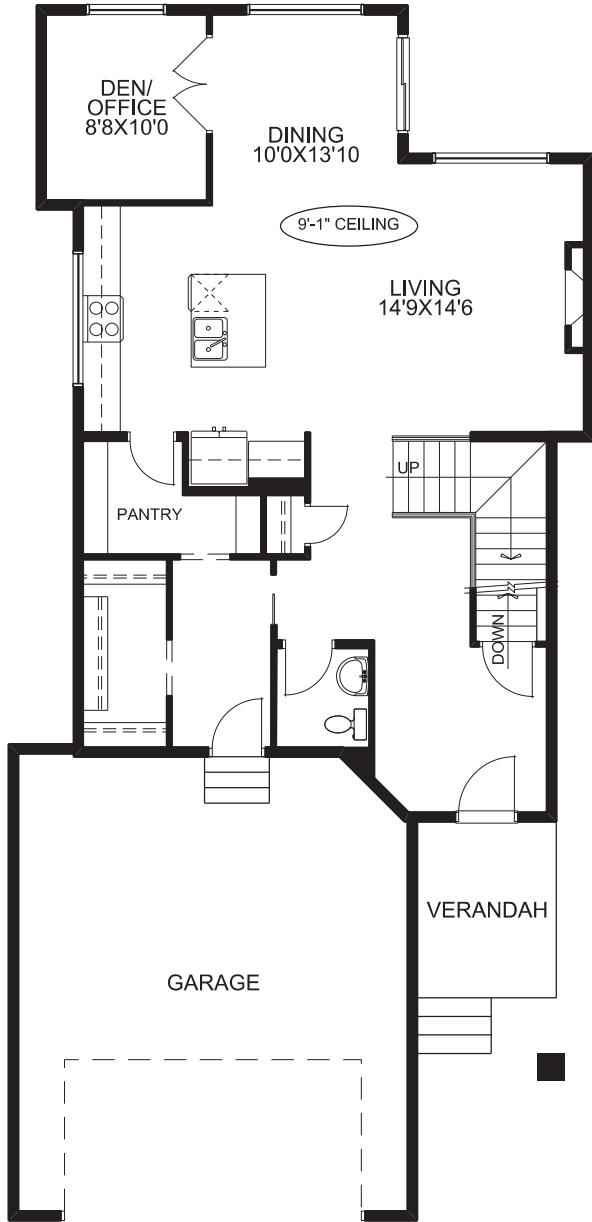 DEN/
OFFICE
8'8X10'0
DINING
10'0X13'10
9'-1" CEILING
LIVING
14'9X14'6
UP
PANTRY
DOWN
VERANDAH
GARAGE